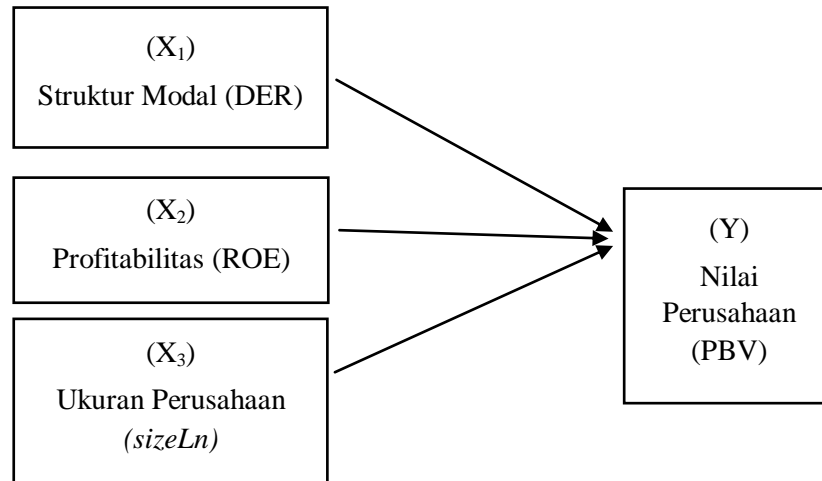 (X₁)
Struktur Modal (DER)
(X₂)
Profitabilitas (ROE)
(X₃)
Ukuran Perusahaan
(sizeLn)
(Y)
Nilai
Perusahaan
(PBV)